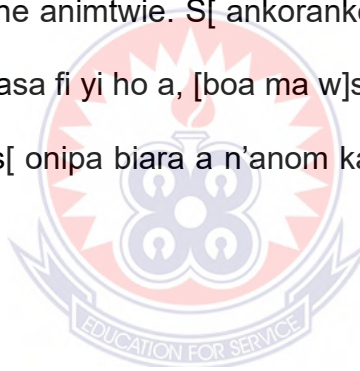 ne animtwie. S[ ankoranko
asa fi yi ho a, [boa ma w]s
s[ onipa biara a n'anom ka
EDUCATION FOR SERVICE